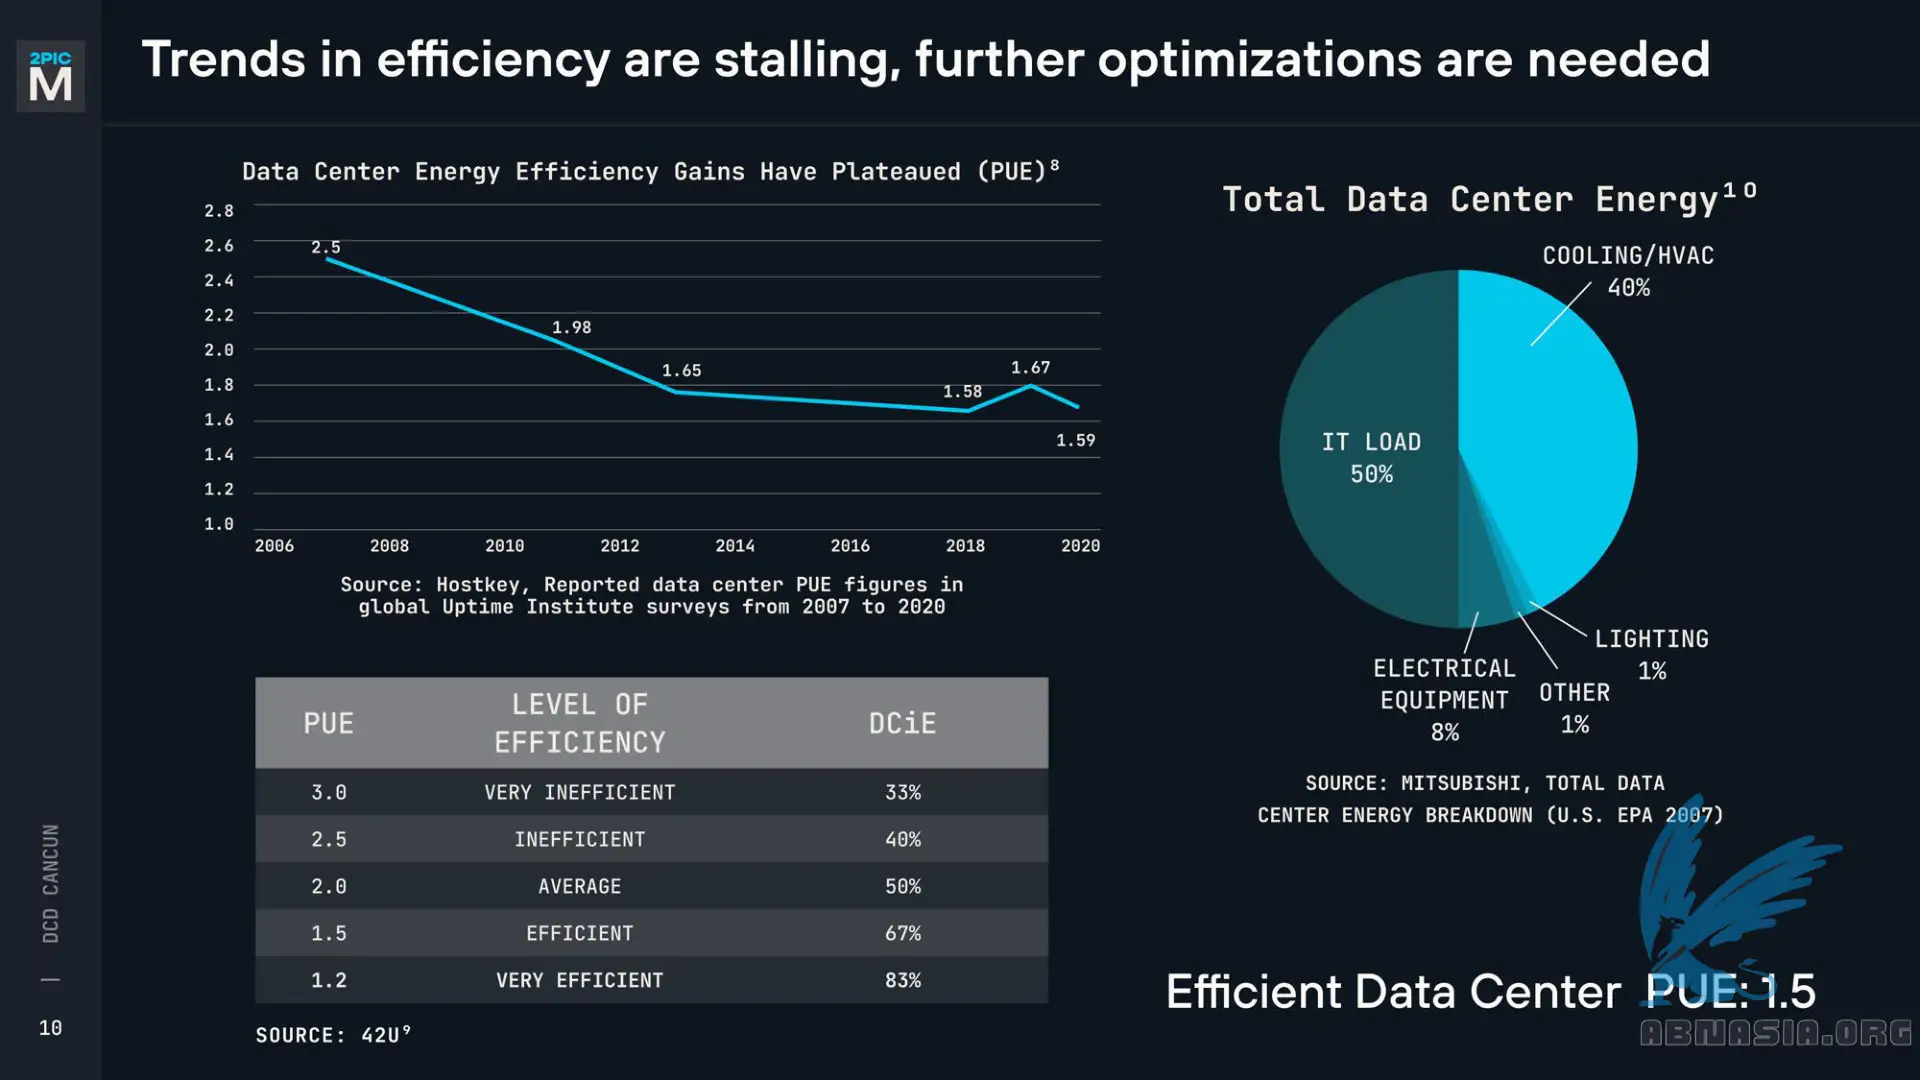 2PIC
M
Trends in efficiency are stalling, further optimizations are needed
Data Center Energy Efficiency Gains Have Plateaued (PUE)⁸
2.8
2.6
2.4
2.2
2.0
1.8
1.6
1.4
1.2
1.0
2.5
1.98
1.65
1.58
1.67
1.59
2006 2008 2010 2012 2014 2016 2018 2020
Source: Hostkey, Reported data center PUE figures in
global Uptime Institute surveys from 2007 to 2020
PUE LEVEL OF EFFICIENCY DCiE
3.0 VERY INEFFICIENT 33%
2.5 INEFFICIENT 40%
2.0 AVERAGE 50%
1.5 EFFICIENT 67%
1.2 VERY EFFICIENT 83%
SOURCE: 42U⁹
Total Data Center Energy¹⁰
COOLING/HVAC
40%
IT LOAD
50%
LIGHTING
1%
OTHER
1%
ELECTRICAL
EQUIPMENT
8%
SOURCE: MITSUBISHI, TOTAL DATA
CENTER ENERGY BREAKDOWN (U.S. EPA 2007)
Efficient Data Center PUE: 1.5
ABNASIA.ORG
DCD CANCUN
|
10